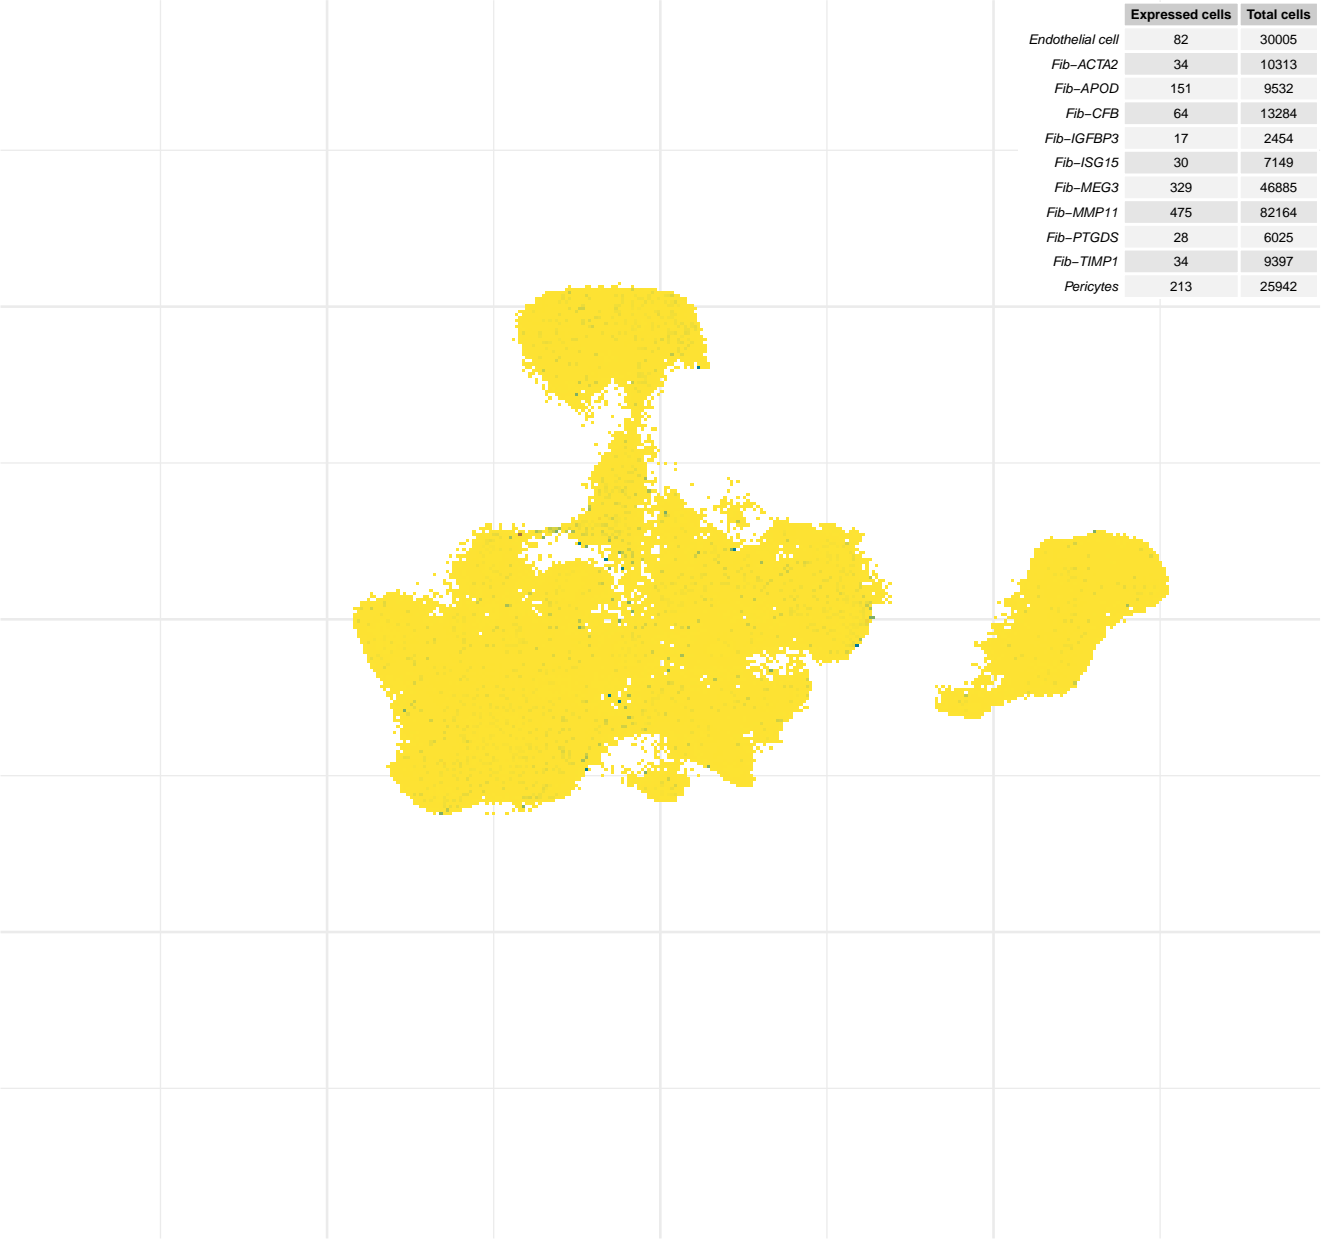 Expressed cells Total cells
Endothelial cell 82 30005
Fib−ACTA2 34 10313
Fib−APOD 151 9532
Fib−CFB 64 13284
Fib−IGFBP3 17 2454
Fib−ISG15 30 7149
Fib−MEG3 329 46885
Fib−MMP11 475 82164
Fib−PTGDS 28 6025
Fib−TIMP1 34 9397
Pericytes 213 25942